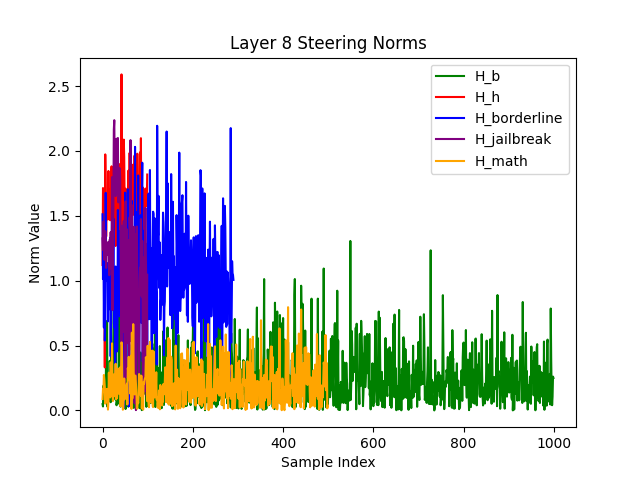 Layer 8 Steering Norms
Norm Value
2.5
2.0
1.5
1.0
0.5
0.0
H_b
H_h
H_borderline
H_jailbreak
H_math
0 200 400 600 800 1000
Sample Index